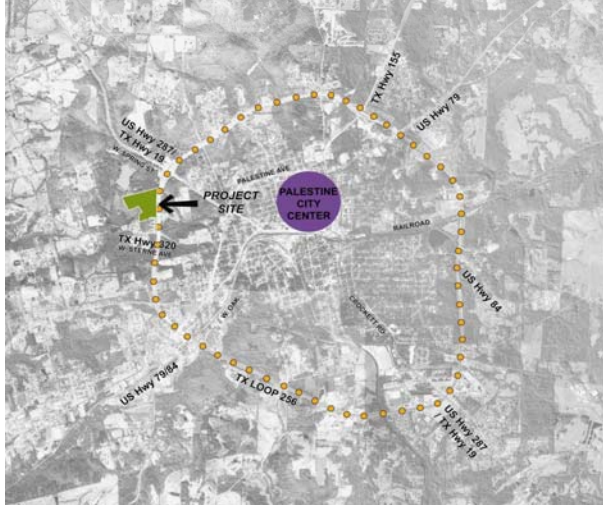 TX Hwy 155
US Hwy 79
US Hwy 287/
TX Hwy 19
W. SPRING ST.
PALESTINE AVE
PROJECT
SITE
PALESTINE
CITY
CENTER
RAILROAD
TX Hwy 320
W. STERNE AVE
US Hwy 84
W. OAK
CROCKETT RD
US Hwy 79/84
TX LOOP 256
US Hwy 287
/ TX Hwy 19